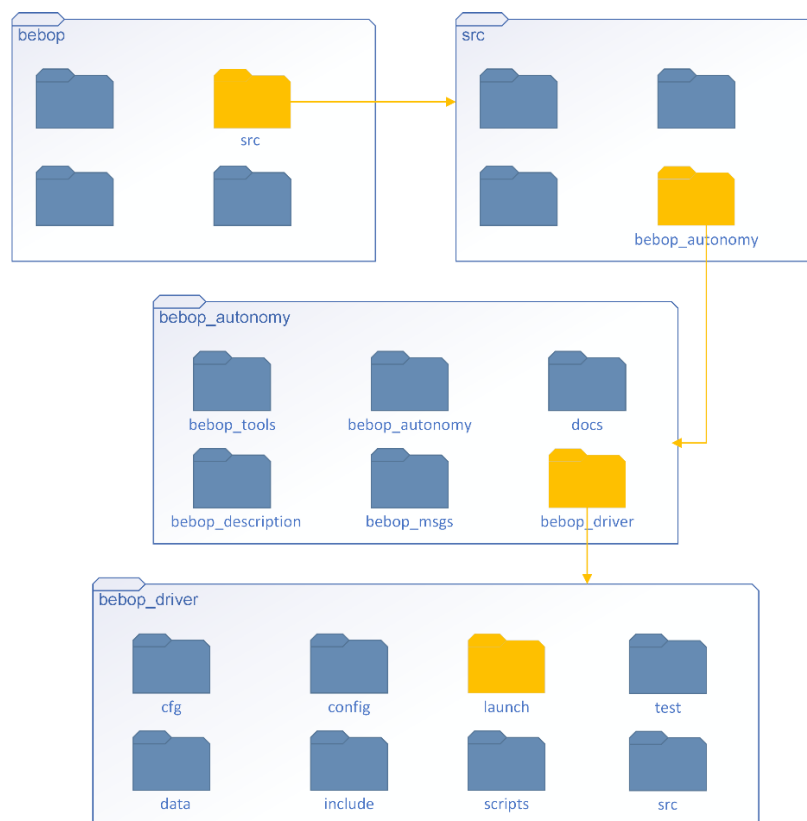 bebop
src
src
bebop_autonomy
bebop_autonomy
bebop_tools
bebop_autonomy
docs
bebop_description
bebop_msgs
bebop_driver
bebop_driver
cfg
config
launch
test
data
include
scripts
src